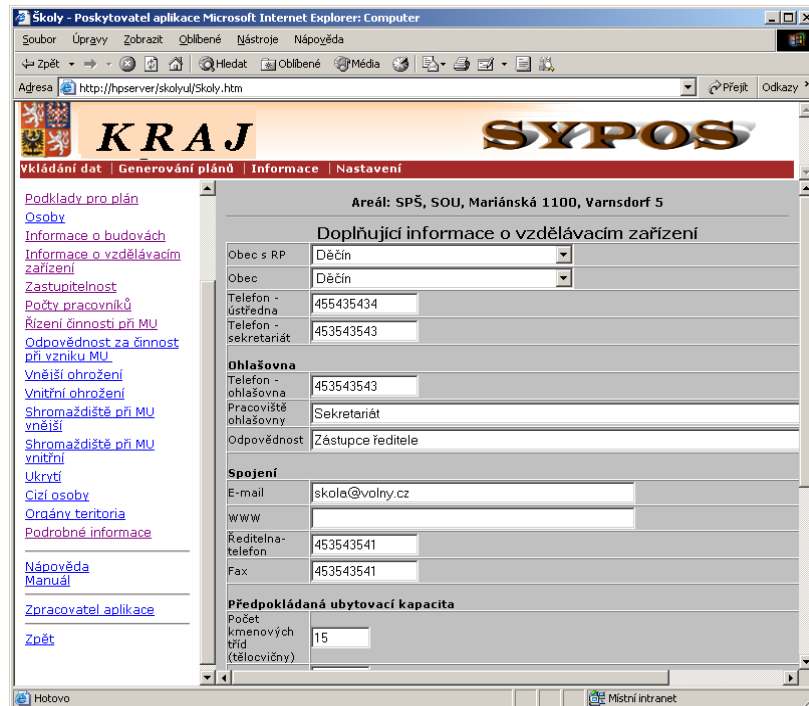 Školy - Poskytovatel aplikace Microsoft Internet Explorer: Computer
Soubor Úpravy Zobrazit Oblíbené Nástroje Nápověda
Zpět Hledat Oblíbené Média
Adresa http://hpserver/skolyul/Skoly.htm Přejít Odkazy »
KRAJ SYPOS
Vkládání dat | Generování plánů | Informace | Nastavení
Podklady pro plán
Osoby
Informace o budovách
Informace o vzdělávacím
zařízení
Zastupitelnost
Počty pracovníků
Řízení činnosti při MU
Odpovědnost za činnost
při vzniku MU
Vnější ohrožení
Vnitřní ohrožení
Shromaždiště při MU
vnější
Shromaždiště při MU
vnitřní
Ukrytí
Cizí osoby
Orgány teritoria
Podrobné informace
Nápověda
Manuál
Zpracovatel aplikace
Zpět
Areál: SPŠ, SOU, Mariánská 1100, Varnsdorf 5
Doplňující informace o vzdělávacím zařízení
Obec s RP Děčín
Obec Děčín
Telefon -
ústředna 455435434
Telefon -
sekretariát 453543543
Ohlašovna
Telefon -
ohlašovna 453543543
Pracoviště
ohlašovny Sekretariát
Odpovědnost Zástupce ředitele
Spojení
E-mail skola@volny.cz
WWW
Ředitelna-
telefon 453543541
Fax 453543541
Předpokládaná ubytovací kapacita
Počet
kmenových
tříd
(tělocvičny) 15
Hotovo Místní intranet